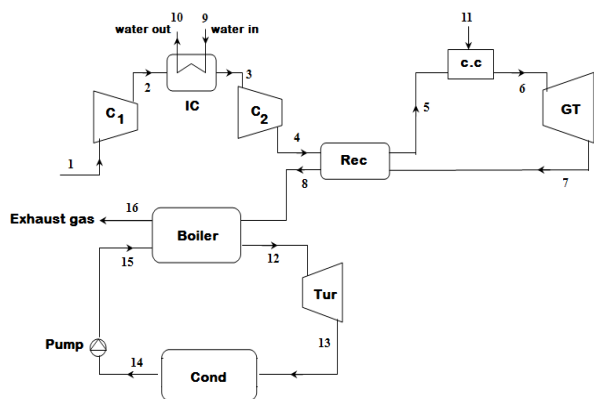 10 9 11
water out water in
c.c
2 IC 3 6
C1 C2 GT
5
4
1 Rec
8 7
16
Exhaust gas Boiler
15 12
Tur
Pump 13
14
Cond